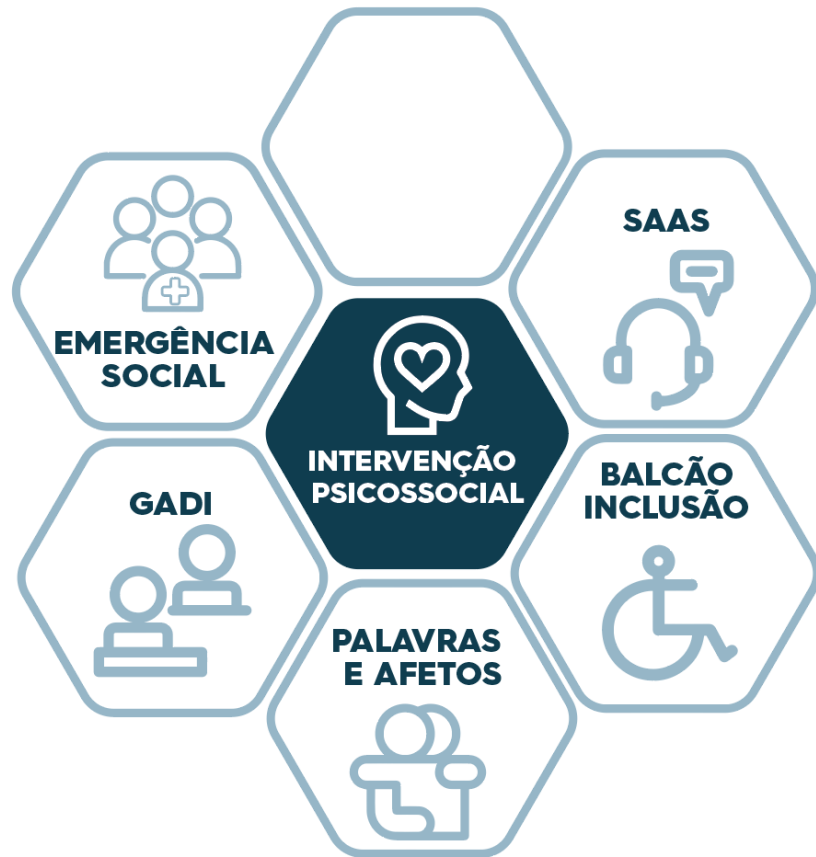 SAAS
EMERGÊNCIA
SOCIAL
INTERVENÇÃO
PSICOSSOCIAL
BALCÃO
INCLUSÃO
GADI
PALAVRAS
E AFETOS